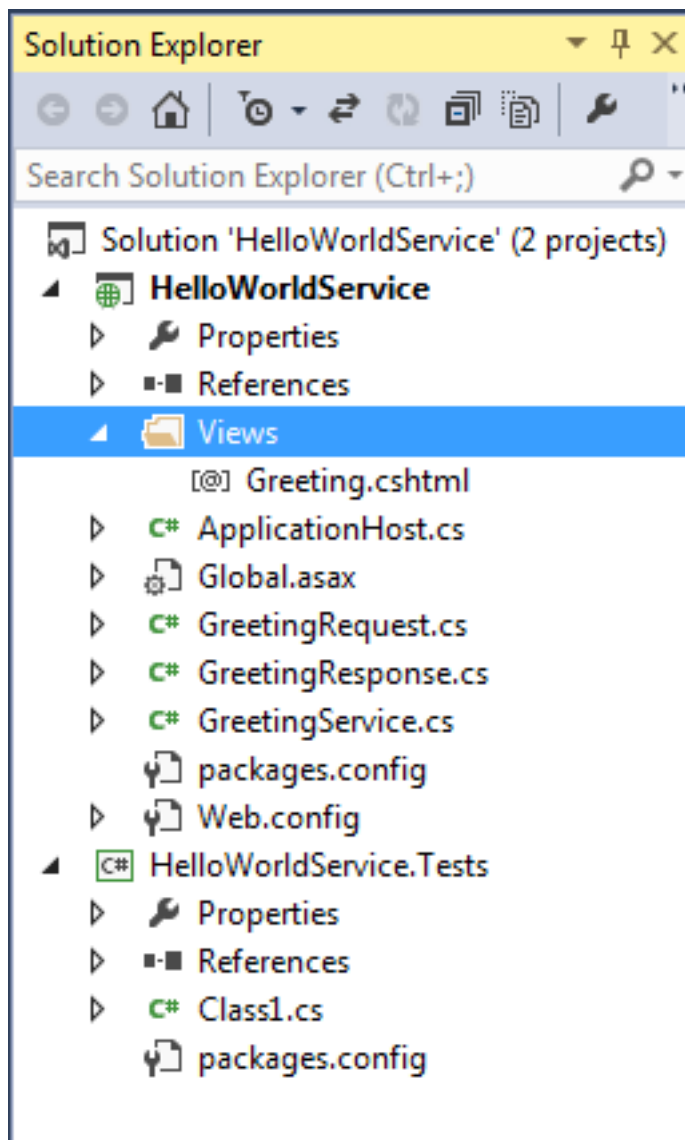 Solution Explorer
Search Solution Explorer (Ctrl+;)
Solution 'HelloWorldService' (2 projects)
HelloWorldService
Properties
References
Views
[@] Greeting.cshtml
C# ApplicationHost.cs
Global.asax
C# GreetingRequest.cs
C# GreetingResponse.cs
C# GreetingService.cs
packages.config
Web.config
C# HelloWorldService.Tests
Properties
References
C# Class1.cs
packages.config